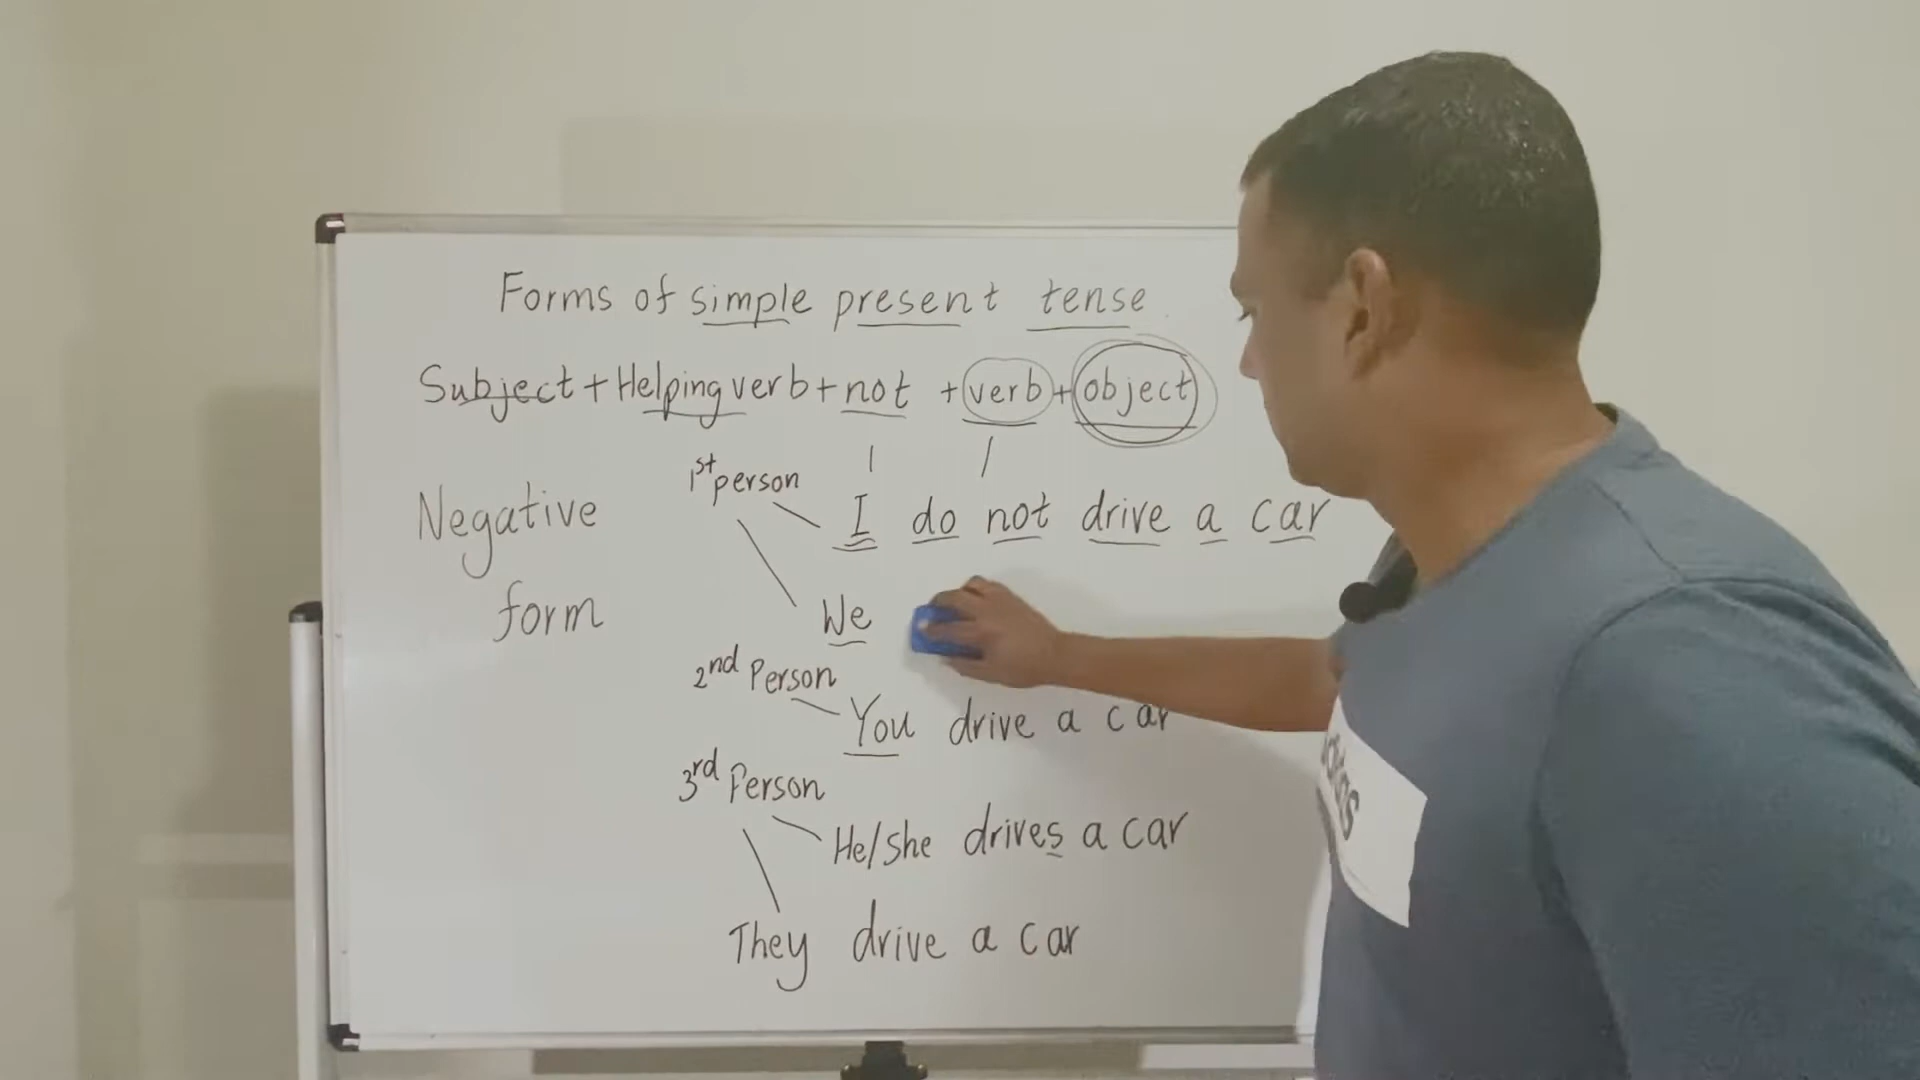 Forms of simple present tense
Subject + Helping verb + not + verb + object
1st person
Negative
form
I do not drive a car
We
2nd Person
You drive a car
3rd Person
He/She drives a car
They drive a car